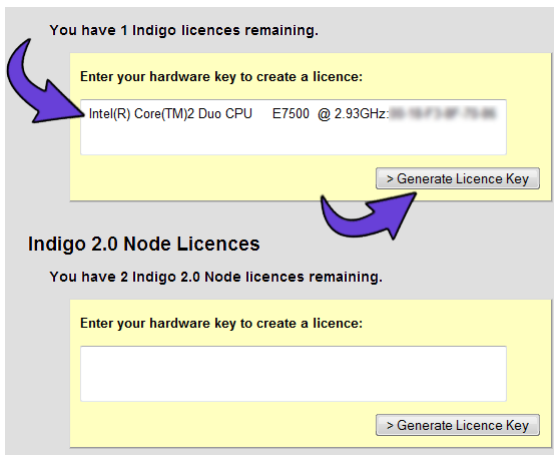 You have 1 Indigo licences remaining.
Enter your hardware key to create a licence:
Intel(R) Core(TM)2 Duo CPU E7500 @ 2.93GHz:
> Generate Licence Key
Indigo 2.0 Node Licences
You have 2 Indigo 2.0 Node licences remaining.
Enter your hardware key to create a licence:
> Generate Licence Key